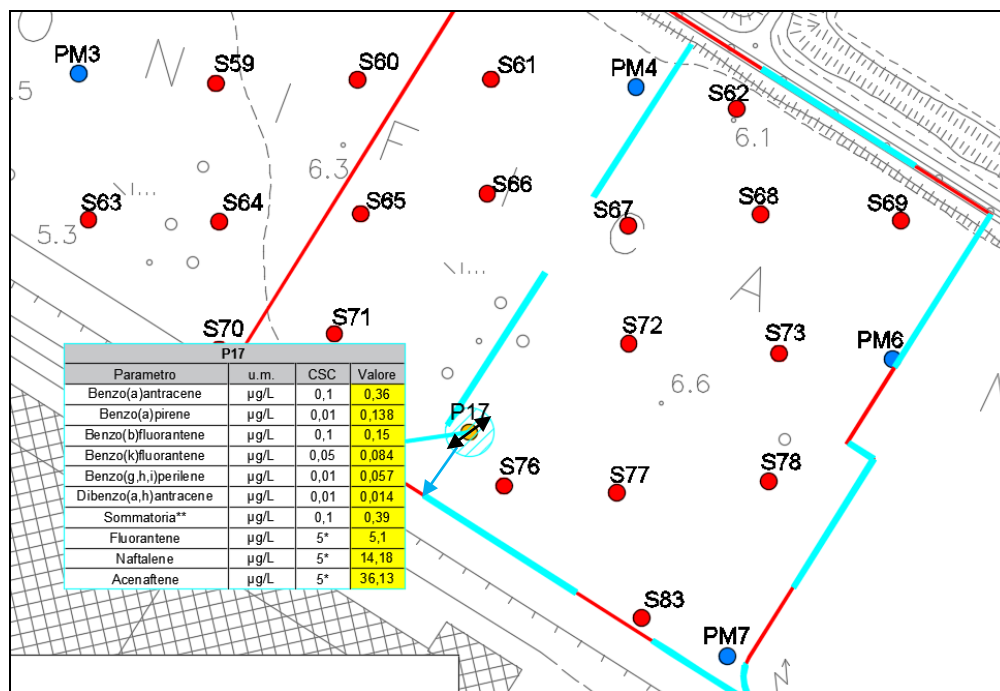 PM3
S59
S60
S61
PM4
S62
N
I
F
I
6.1
.5
6.3
S63
S64
S65
S66
S67
S68
S69
5.3
C
A
S70
S71
S72
S73
PM6
6.6
P17
P17
Parametro u.m. CSC Valore
Benzo(a)antracene µg/L 0,1 0,36
Benzo(a)pirene µg/L 0,01 0,138
Benzo(b)fluorantene µg/L 0,1 0,15
Benzo(k)fluorantene µg/L 0,05 0,084
Benzo(g,h,i)perilene µg/L 0,01 0,057
Dibenzo(a,h)antracene µg/L 0,01 0,014
Sommatoria** µg/L 0,1 0,39
Fluorantene µg/L 5* 5,1
Naftalene µg/L 5* 14,18
Acenaftene µg/L 5* 36,13
S76
S77
S78
S83
PM7
N